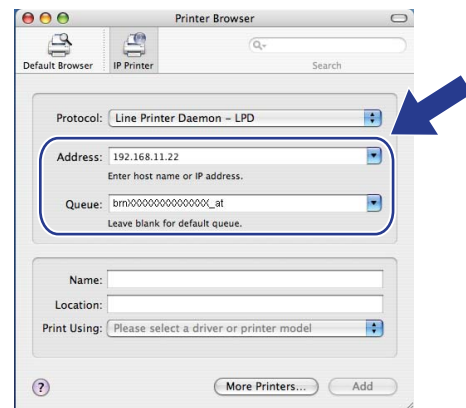 Printer Browser
Default Browser IP Printer Search
Protocol: Line Printer Daemon – LPD
Address: 192.168.11.22
Enter host name or IP address.
Queue: brnXXXXXXXXXXXX_at
Leave blank for default queue.
Name:
Location:
Print Using: Please select a driver or printer model
? More Printers... Add